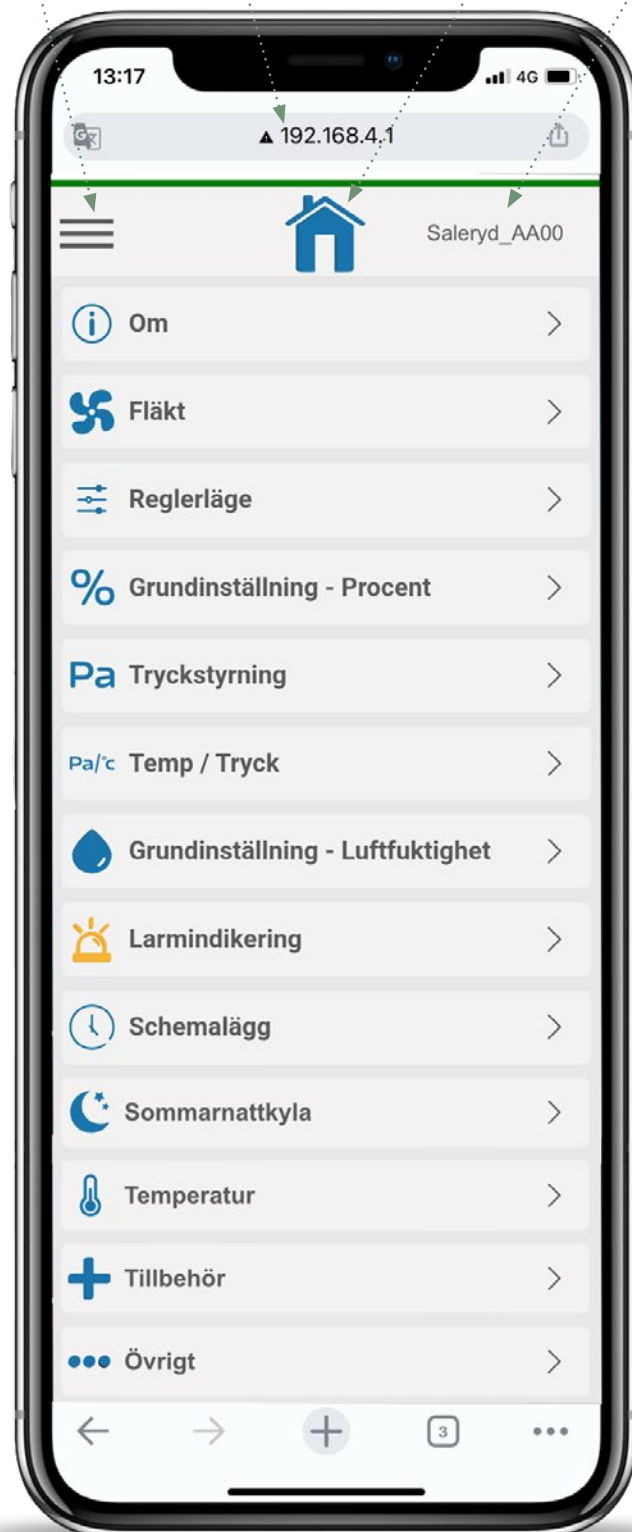 13:17
4G
192.168.4.1
Saleryd_AA00
Om
Fläkt
Reglerläge
% Grundinställning - Procent
Pa Tryckstyrning
Pa/°c Temp / Tryck
Grundinställning - Luftfuktighet
Larmindikering
Schemalägg
Sommarnattkyla
Temperatur
Tillbehör
Övrigt
3